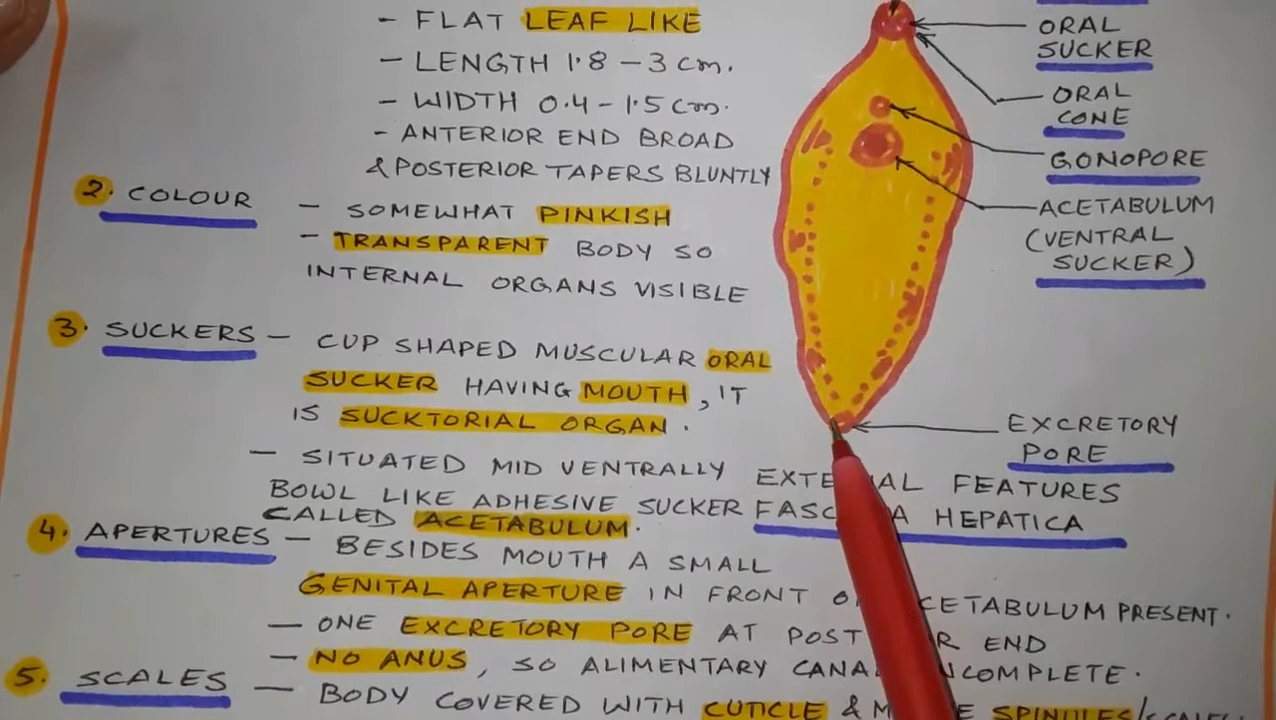 - FLAT LEAF LIKE
- LENGTH 1.8 - 3 cm.
- WIDTH 0.4 - 1.5 cm.
- ANTERIOR END BROAD
& POSTERIOR TAPERS BLUNTLY
2. COLOUR - SOMEWHAT PINKISH
- TRANSPARENT BODY SO
INTERNAL ORGANS VISIBLE
3. SUCKERS - CUP SHAPED MUSCULAR ORAL
SUCKER HAVING MOUTH, IT
IS SUCKTORIAL ORGAN.
- SITUATED MID VENTRALLY
BOWL LIKE ADHESIVE SUCKER
CALLED ACETABULUM.
4. APERTURES - BESIDES MOUTH A SMALL
GENITAL APERTURE IN FRONT ACETABULUM PRESENT.
- ONE EXCRETORY PORE AT END
- NO ANUS, SO ALIMENTARY INCOMPLETE.
5. SCALES - BODY COVERED WITH CUTICLE & SPINULES/
ORAL
SUCKER
ORAL
CONE
GONOPORE
ACETABULUM
(VENTRAL
SUCKER)
EXCRETORY
PORE
FEATURES
HEPATICA